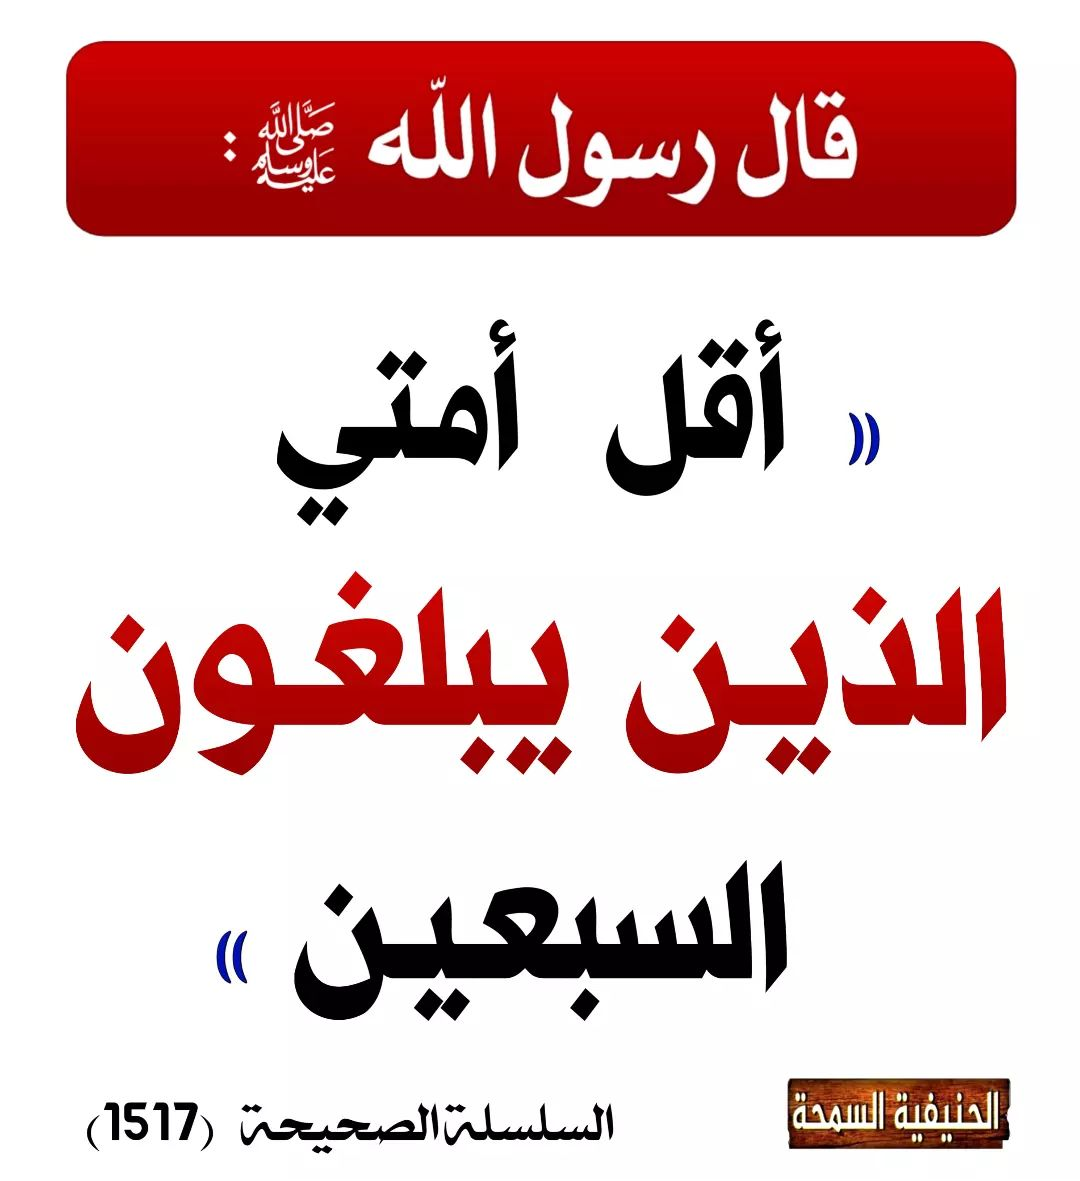 قال رسول الله ﷺ :
(( أقل أمتي
الذين يبلغون
السبعين ))
السلسلة الصحيحة (1517)
الحنيفية السمحة